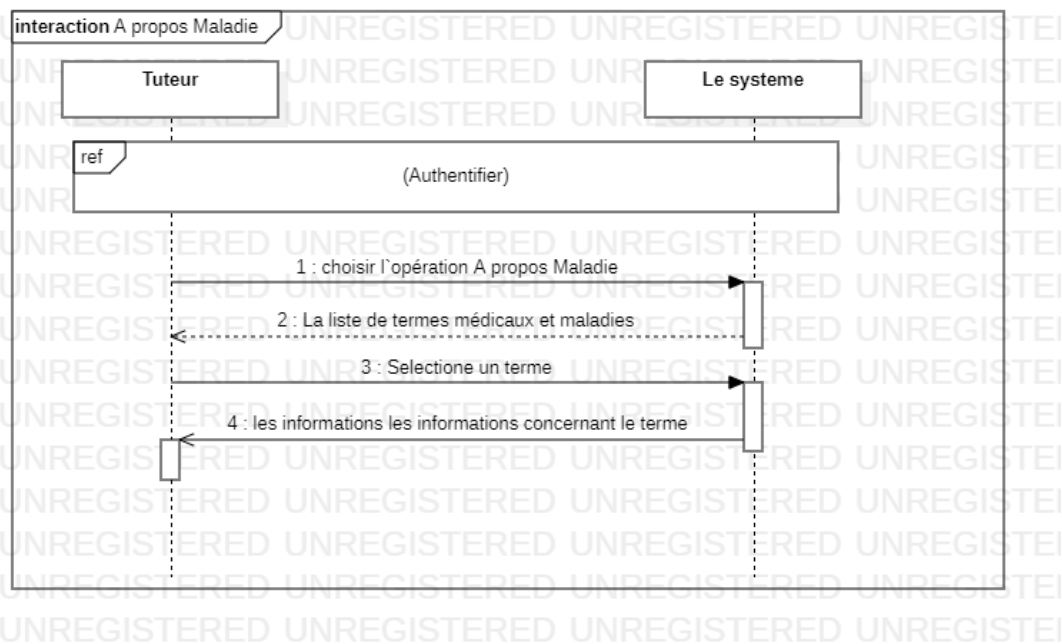 interaction A propos Maladie
Tuteur
Le systeme
ref
(Authentifier)
1 : choisir l`opération A propos Maladie
2 : La liste de termes médicaux et maladies
3 : Selectione un terme
4 : les informations les informations concernant le terme
UNREGISTERED UNREGISTERED UNREGISTERED UNREGISTERED